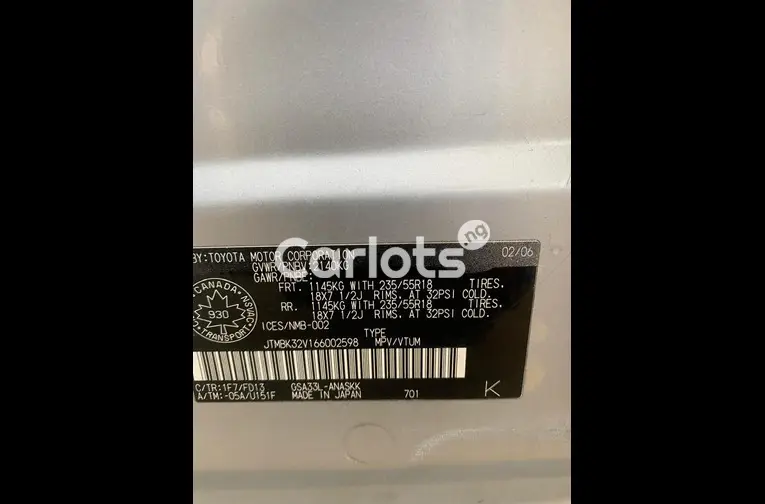 BY:TOYOTA MOTOR CORPORATION 02/06
GVWR/PNBV:2140KG
GAWR/PNBE:
FRT. 1145KG WITH 235/55R18 TIRES.
18X7 1/2J RIMS. AT 32PSI COLD.
RR. 1145KG WITH 235/55R18 TIRES.
18X7 1/2J RIMS. AT 32PSI COLD.
ICES/NMB-002
TYPE
JTMBK32V166002598 MPV/VTUM
C/TR:1F7/FD13 GSA33L-ANASKK
A/TM:-05A/U151F MADE IN JAPAN 701 K
CANADA
930
TRANSPORT
NSVAC
Carlots
.ng